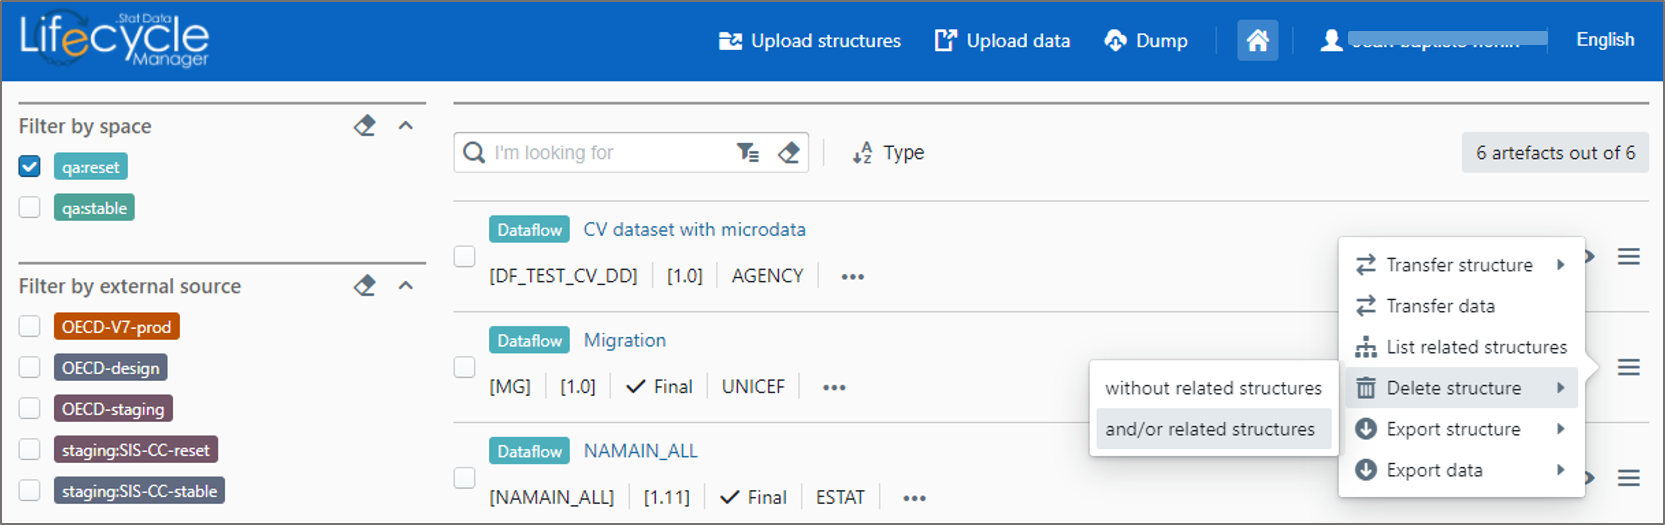 .Stat Data
Lifecycle
Manager
Upload structures
Upload data
Dump
English
Filter by space
qa:reset
qa:stable
Filter by external source
OECD-V7-prod
OECD-design
OECD-staging
staging:SIS-CC-reset
staging:SIS-CC-stable
I'm looking for
Type
6 artefacts out of 6
Dataflow CV dataset with microdata
[DF_TEST_CV_DD] [1.0] AGENCY •••
Dataflow Migration
[MG] [1.0] Final UNICEF •••
Dataflow NAMAIN_ALL
[NAMAIN_ALL] [1.11] Final ESTAT •••
Transfer structure
Transfer data
List related structures
Delete structure
Export structure
Export data
without related structures
and/or related structures